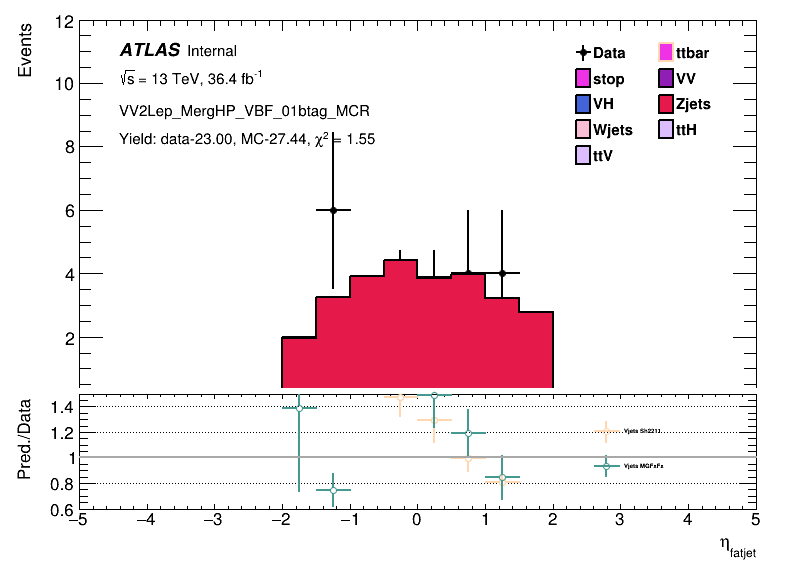 Events
12
10
8
6
4
2
ATLAS Internal
√s = 13 TeV, 36.4 fb-1
VV2Lep_MergHP_VBF_01btag_MCR
Yield: data-23.00, MC-27.44, χ2 = 1.55
Data ttbar
stop VV
VH Zjets
Wjets ttH
ttV
Pred./Data
1.4
1.2
1
0.8
0.6
Vjets Sh2211
Vjets MGFxFx
−5 −4 −3 −2 −1 0 1 2 3 4 5
ηfatjet